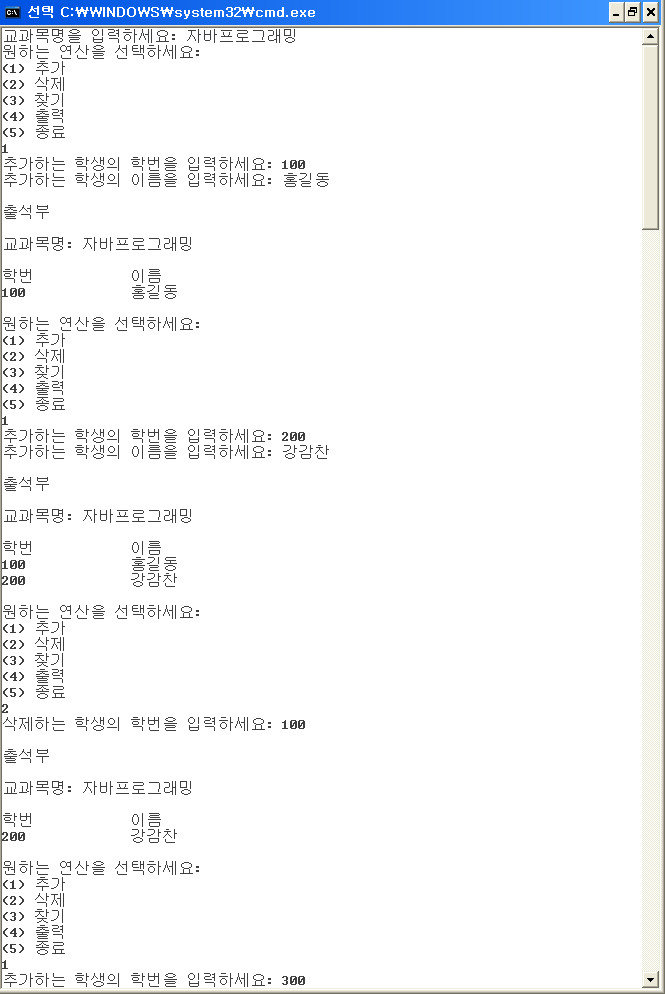 선택 C:₩WINDOWS₩system32₩cmd.exe
교과목명을 입력하세요: 자바프로그래밍
원하는 연산을 선택하세요:
(1) 추가
(2) 삭제
(3) 찾기
(4) 출력
(5) 종료
1
추가하는 학생의 학번을 입력하세요: 100
추가하는 학생의 이름을 입력하세요: 홍길동
출석부
교과목명: 자바프로그래밍
학번 이름
100 홍길동
원하는 연산을 선택하세요:
(1) 추가
(2) 삭제
(3) 찾기
(4) 출력
(5) 종료
1
추가하는 학생의 학번을 입력하세요: 200
추가하는 학생의 이름을 입력하세요: 강감찬
출석부
교과목명: 자바프로그래밍
학번 이름
100 홍길동
200 강감찬
원하는 연산을 선택하세요:
(1) 추가
(2) 삭제
(3) 찾기
(4) 출력
(5) 종료
2
삭제하는 학생의 학번을 입력하세요: 100
출석부
교과목명: 자바프로그래밍
학번 이름
200 강감찬
원하는 연산을 선택하세요:
(1) 추가
(2) 삭제
(3) 찾기
(4) 출력
(5) 종료
1
추가하는 학생의 학번을 입력하세요: 300